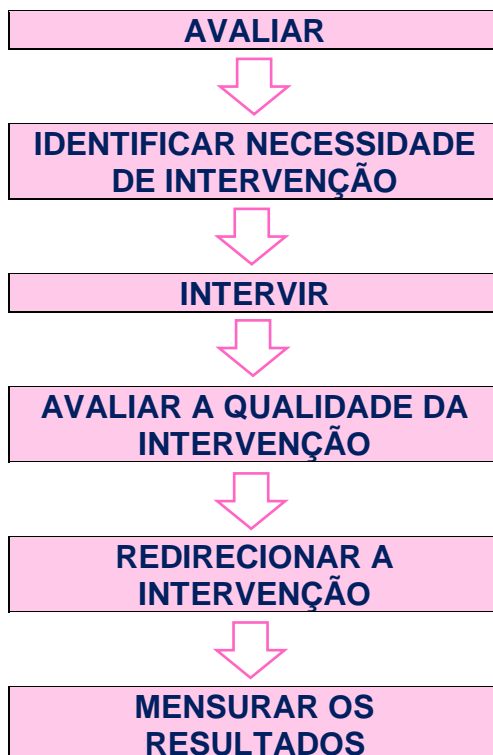 AVALIAR
IDENTIFICAR NECESSIDADE
DE INTERVENÇÃO
INTERVIR
AVALIAR A QUALIDADE DA
INTERVENÇÃO
REDIRECIONAR A
INTERVENÇÃO
MENSURAR OS
RESULTADOS